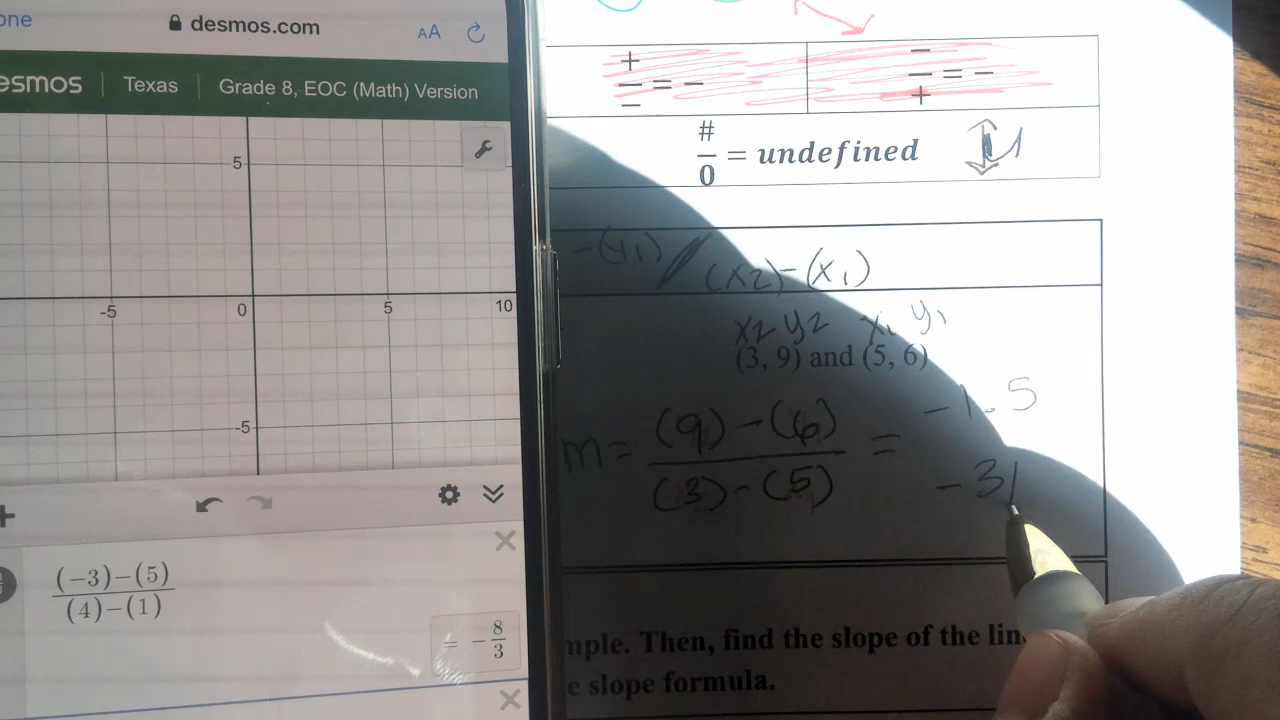 one
desmos.com
AA
esmos
Texas
Grade 8, EOC (Math) Version
5
-5
0
5
10
-5
(-3)-(5)
(4)-(1)
= -8/3
+
— = −
−
−
— = −
+
#
0
= undefined
-(y1) / (x2)-(x1)
x2 y2 x1 y1
(3, 9) and (5, 6)
m= (9)-(6) =
(3)-(5)
-1.5
-3/
mple. Then, find the slope of the lin
e slope formula.